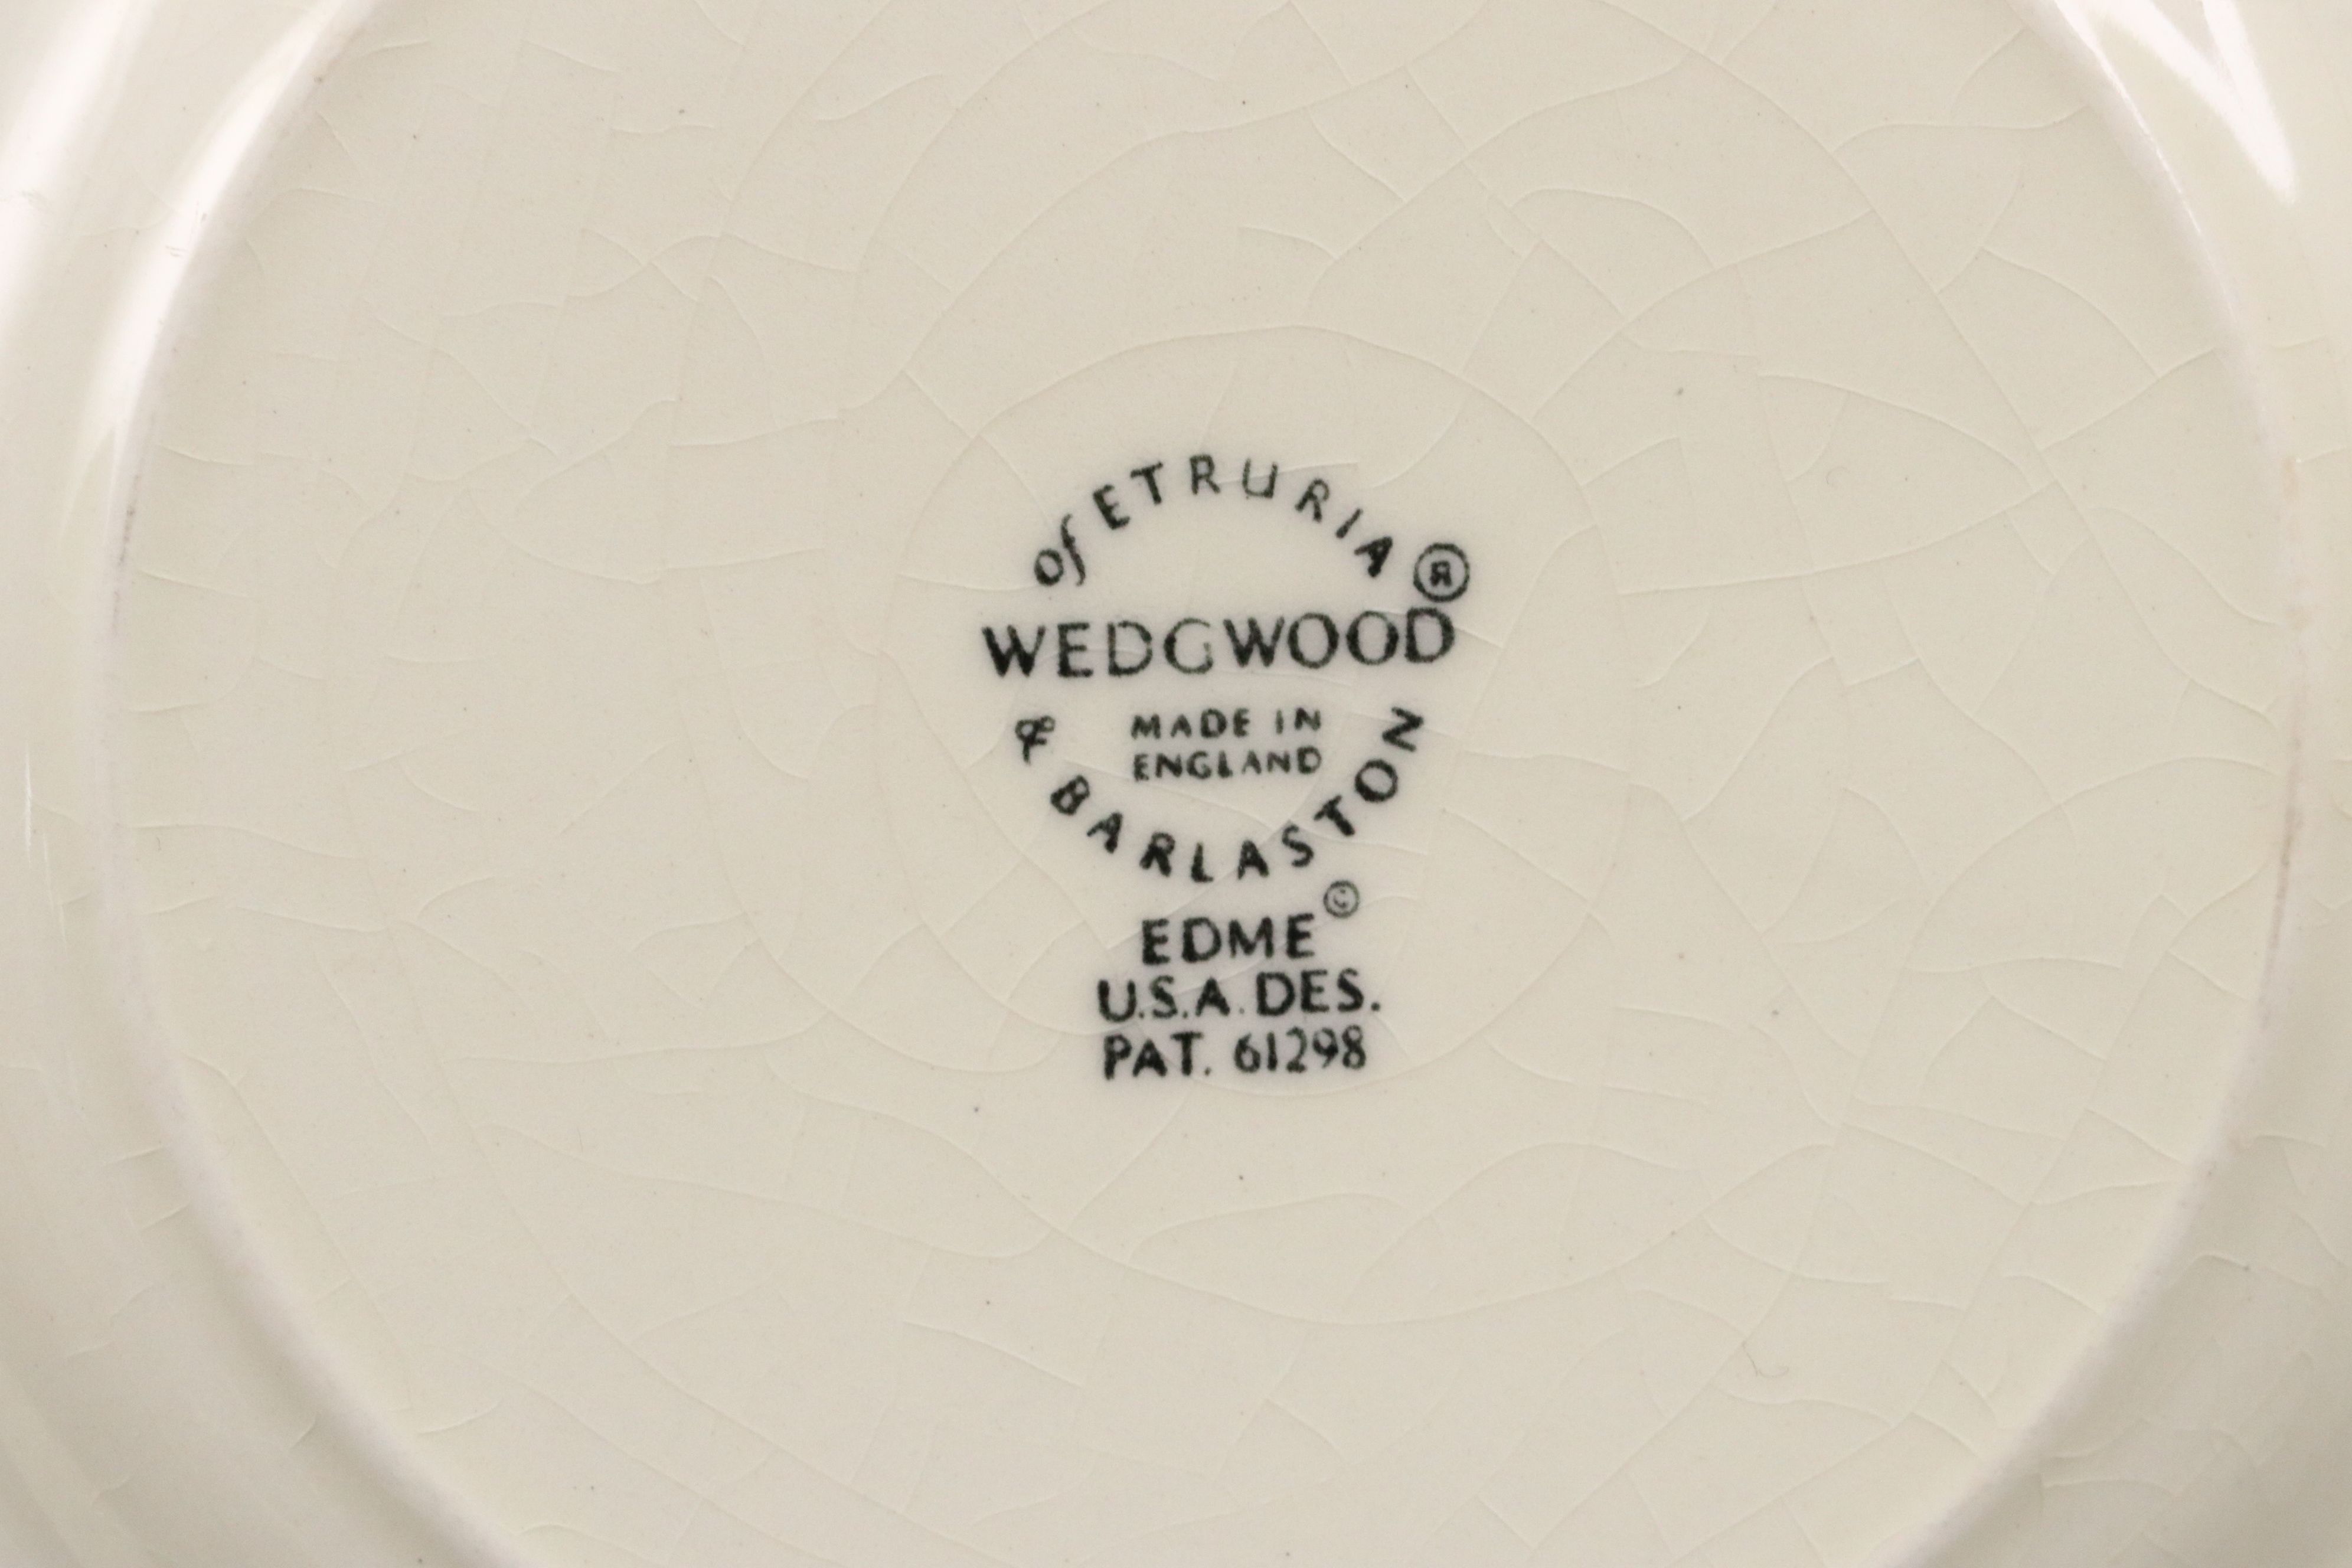 of ETRURIA ®
WEDGWOOD
MADE IN
ENGLAND
& BARLASTON
EDME ©
U.S.A. DES.
PAT. 61298